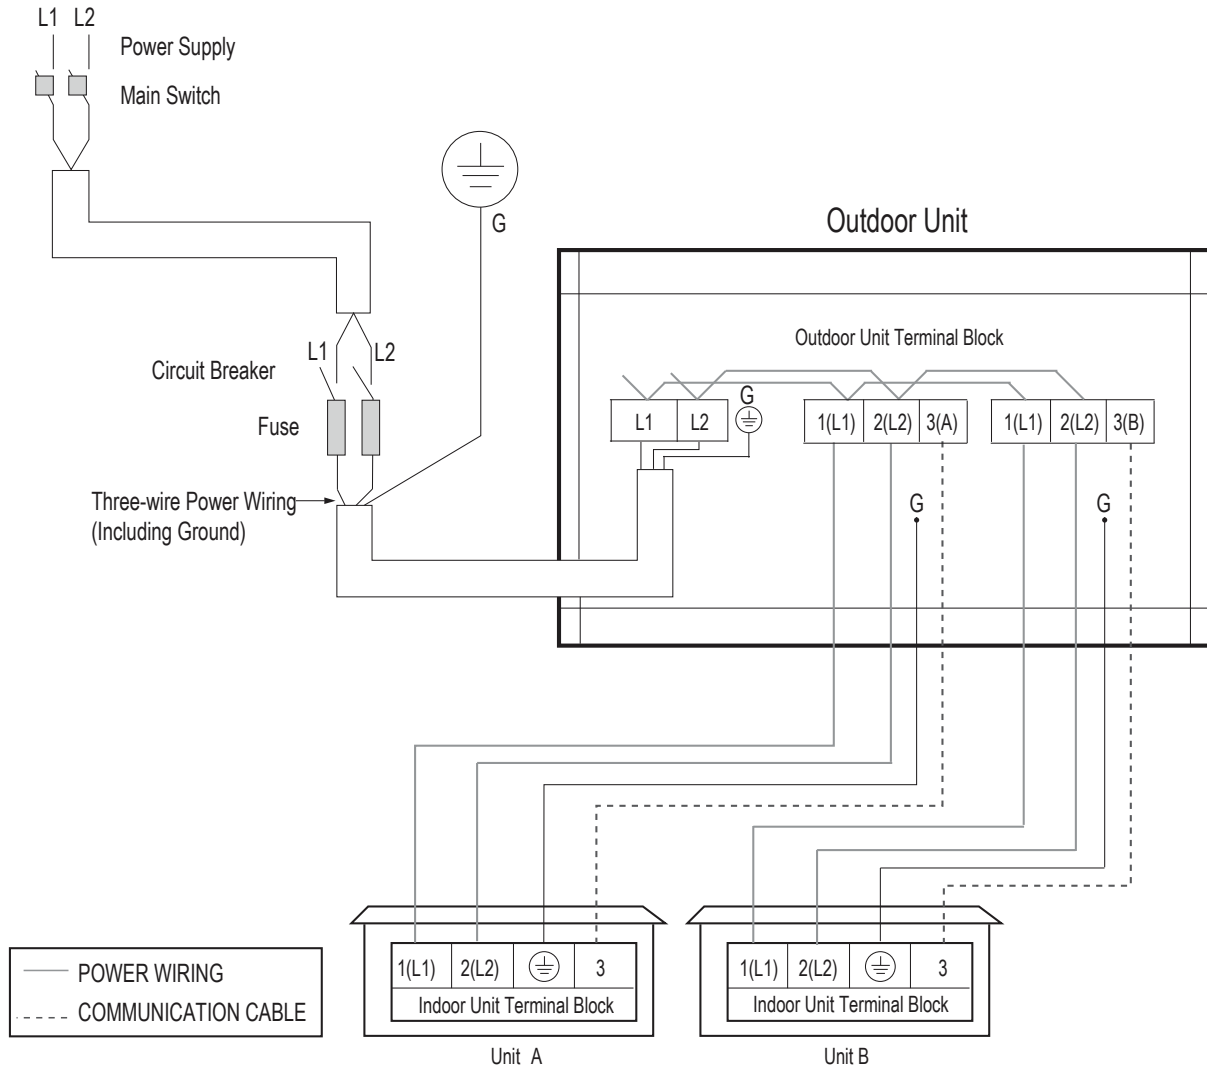 L1 L2
Power Supply
Main Switch
G
Outdoor Unit
Outdoor Unit Terminal Block
L1 L2
Circuit Breaker
Fuse
G
L1 L2
1(L1) 2(L2) 3(A)
1(L1) 2(L2) 3(B)
Three-wire Power Wiring
(Including Ground)
G
G
1(L1) 2(L2) 3
Indoor Unit Terminal Block
Unit A
1(L1) 2(L2) 3
Indoor Unit Terminal Block
Unit B
POWER WIRING
COMMUNICATION CABLE